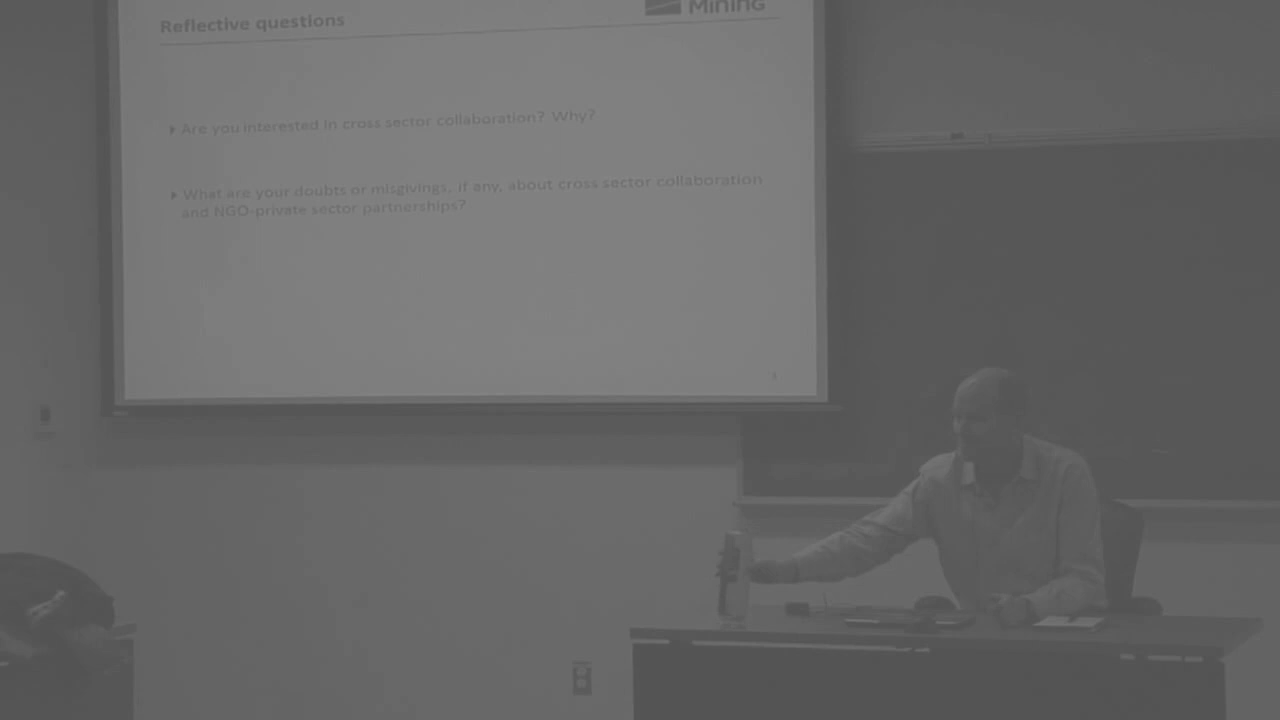 Mining
Reflective questions
Are you interested in cross sector collaboration? Why?
What are your doubts or misgivings, if any, about cross sector collaboration
and NGO-private sector partnerships?